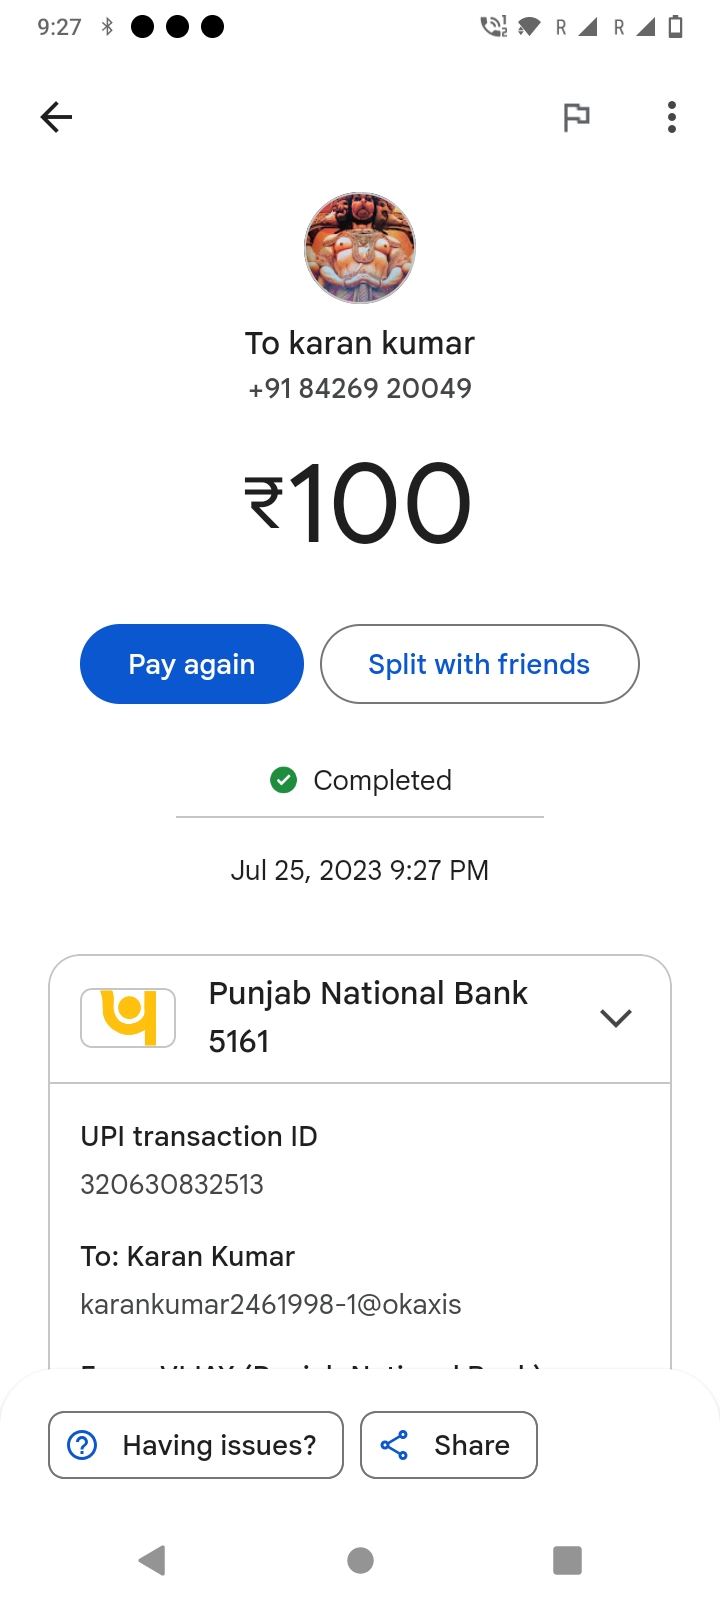 9:27
R R
To karan kumar
+91 84269 20049
₹100
Pay again
Split with friends
Completed
Jul 25, 2023 9:27 PM
Punjab National Bank
5161
UPI transaction ID
320630832513
To: Karan Kumar
karankumar2461998-1@okaxis
Having issues?
Share